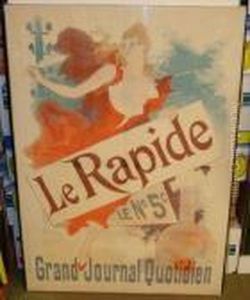 Le Rapide
LE No 5c
Grand Journal Quotidien